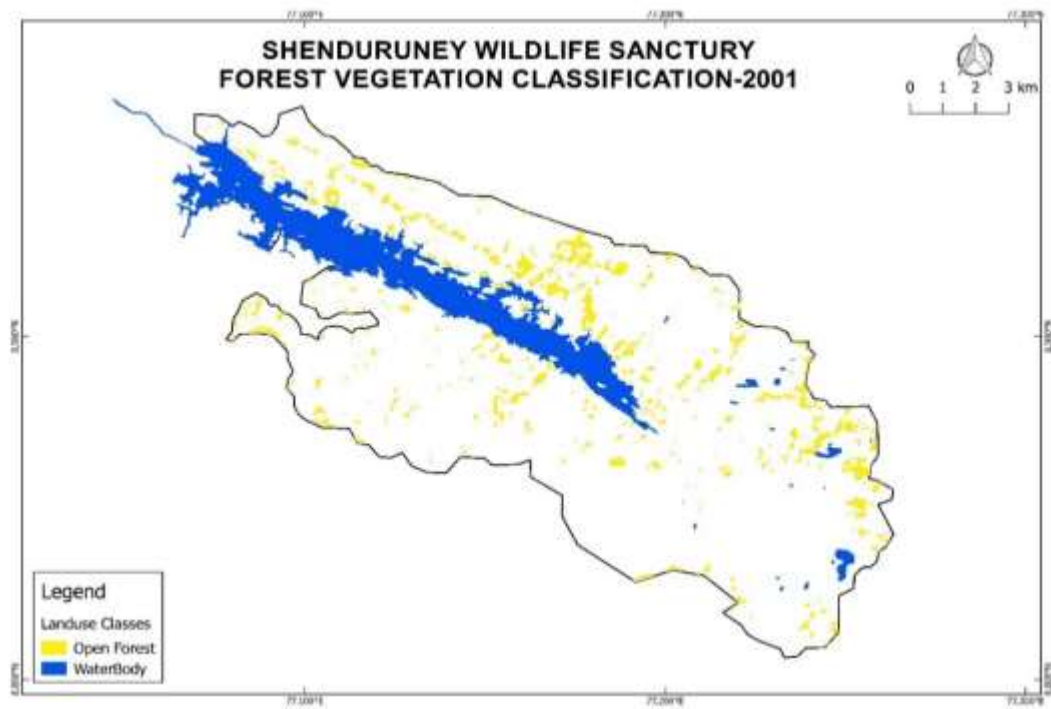 SHENDURUNEY WILDLIFE SANCTURY
FOREST VEGETATION CLASSIFICATION-2001
0 1 2 3 km
Legend
Landuse Classes
Open Forest
WaterBody